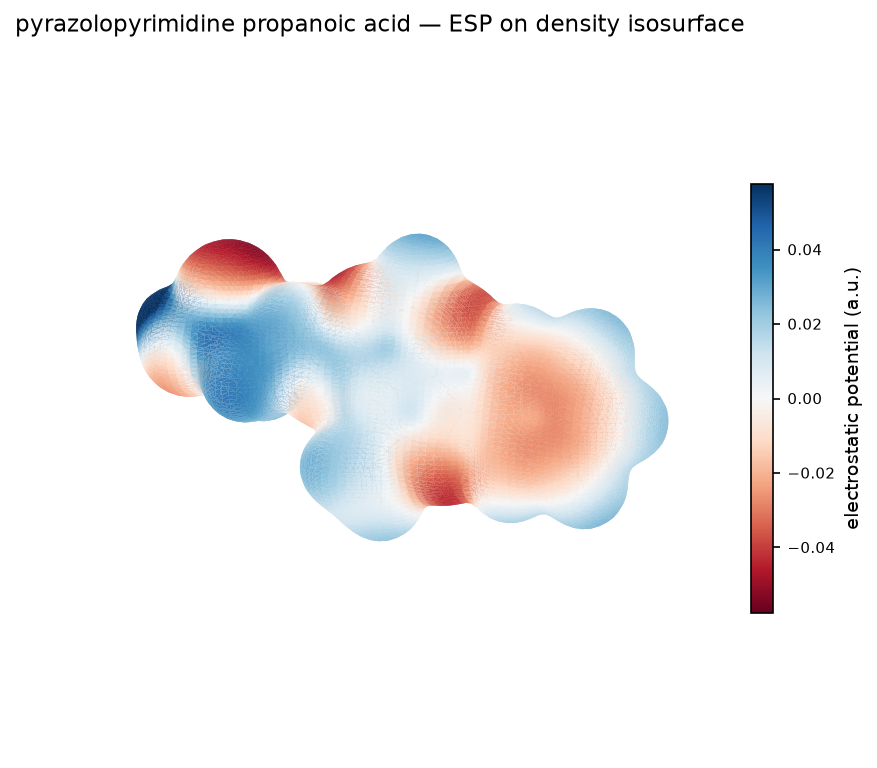 pyrazolopyrimidine propanoic acid — ESP on density isosurface
0.04
0.02
0.00
−0.02
−0.04
electrostatic potential (a.u.)